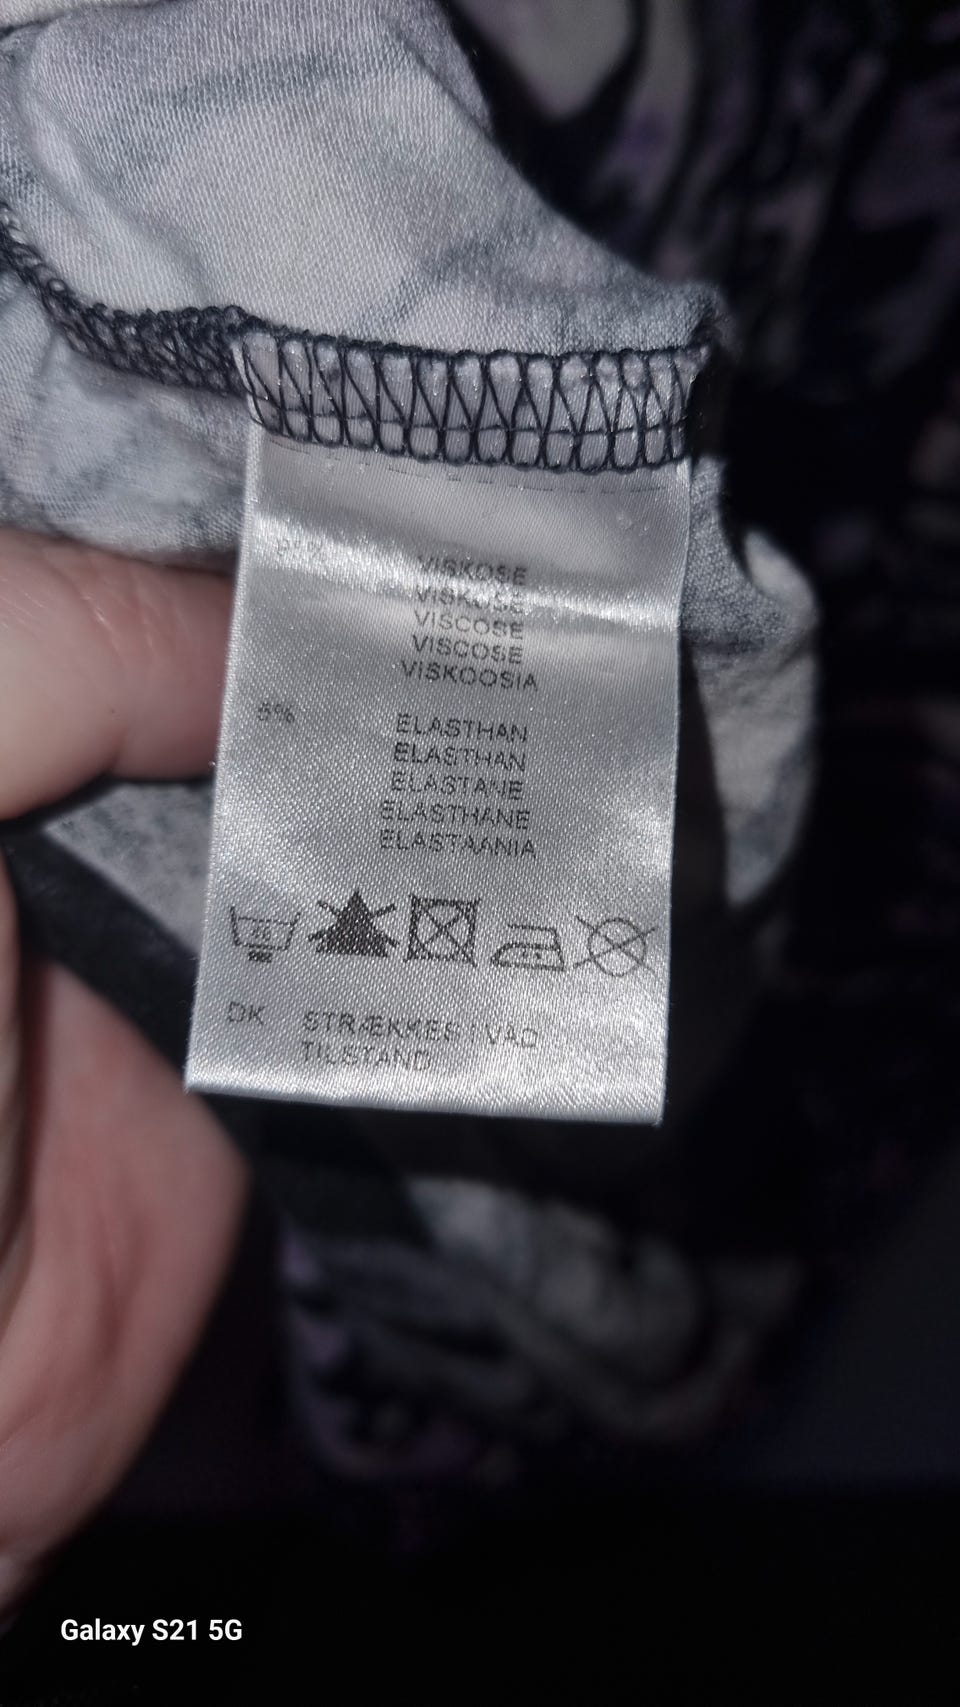 VISKOSE
VISKOSE
VISCOSE
VISCOSE
VISKOOSIA
5% ELASTHAN
ELASTHAN
ELASTANE
ELASTHANE
ELASTAANIA
DK STRÆKKES I VÅD
TILSTAND
Galaxy S21 5G